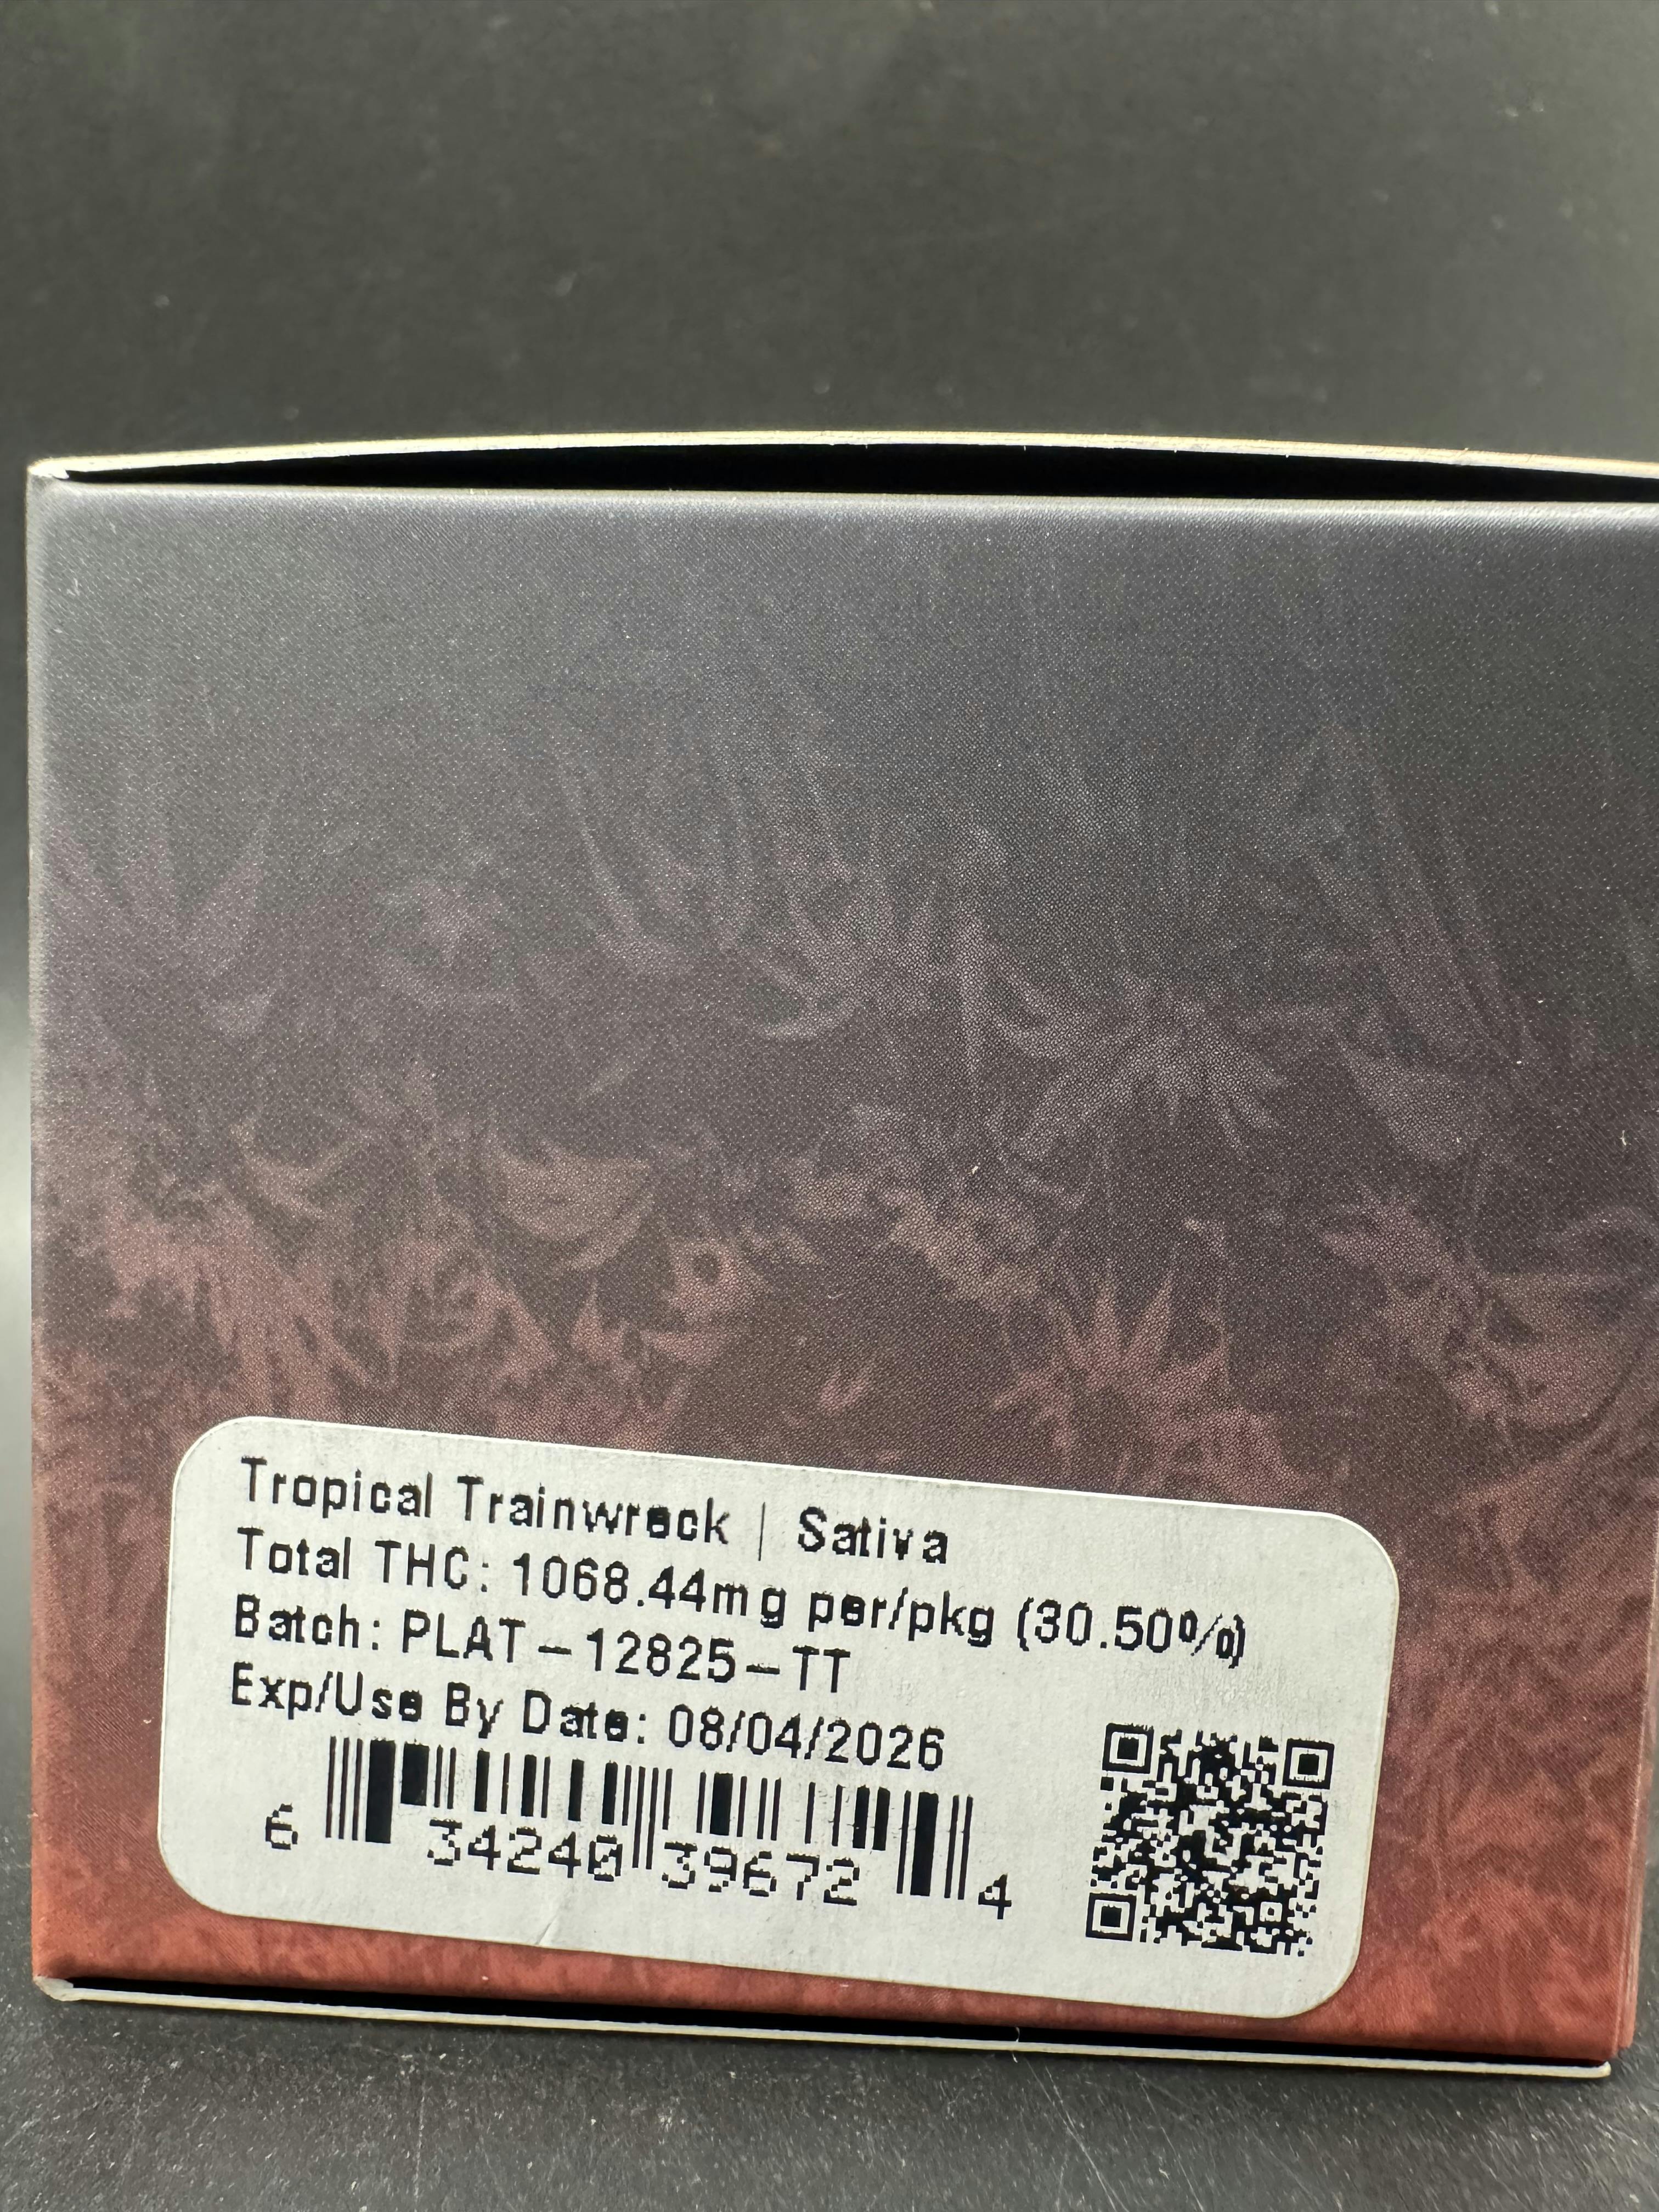 Tropical Trainwreck | Sativa
Total THC: 1068.44mg per/pkg (30.50%)
Batch: PLAT-12825-TT
Exp/Use By Date: 08/04/2026
6 34240 39672 4